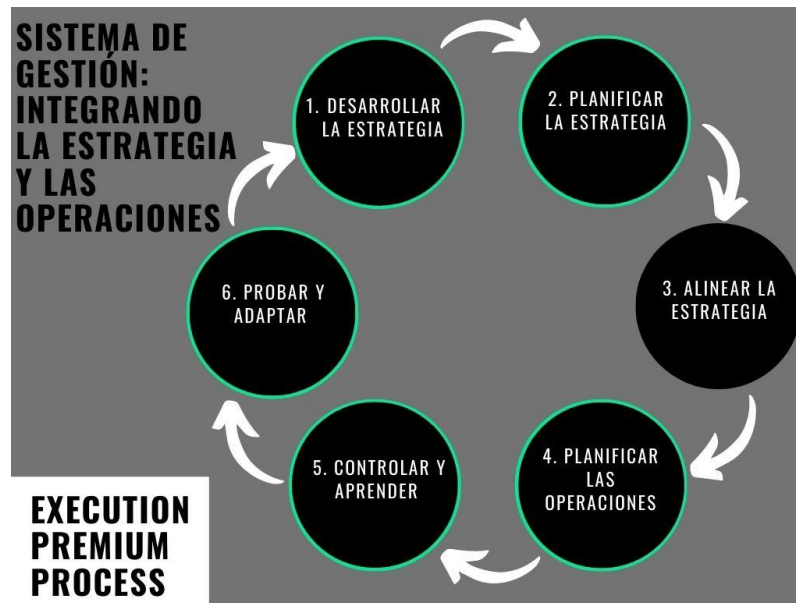 SISTEMA DE
GESTIÓN:
INTEGRANDO
LA ESTRATEGIA
Y LAS
OPERACIONES
1. DESARROLLAR
LA ESTRATEGIA
2. PLANIFICAR
LA ESTRATEGIA
3. ALINEAR LA
ESTRATEGIA
4. PLANIFICAR
LAS
OPERACIONES
5. CONTROLAR Y
APRENDER
6. PROBAR Y
ADAPTAR
EXECUTION
PREMIUM
PROCESS